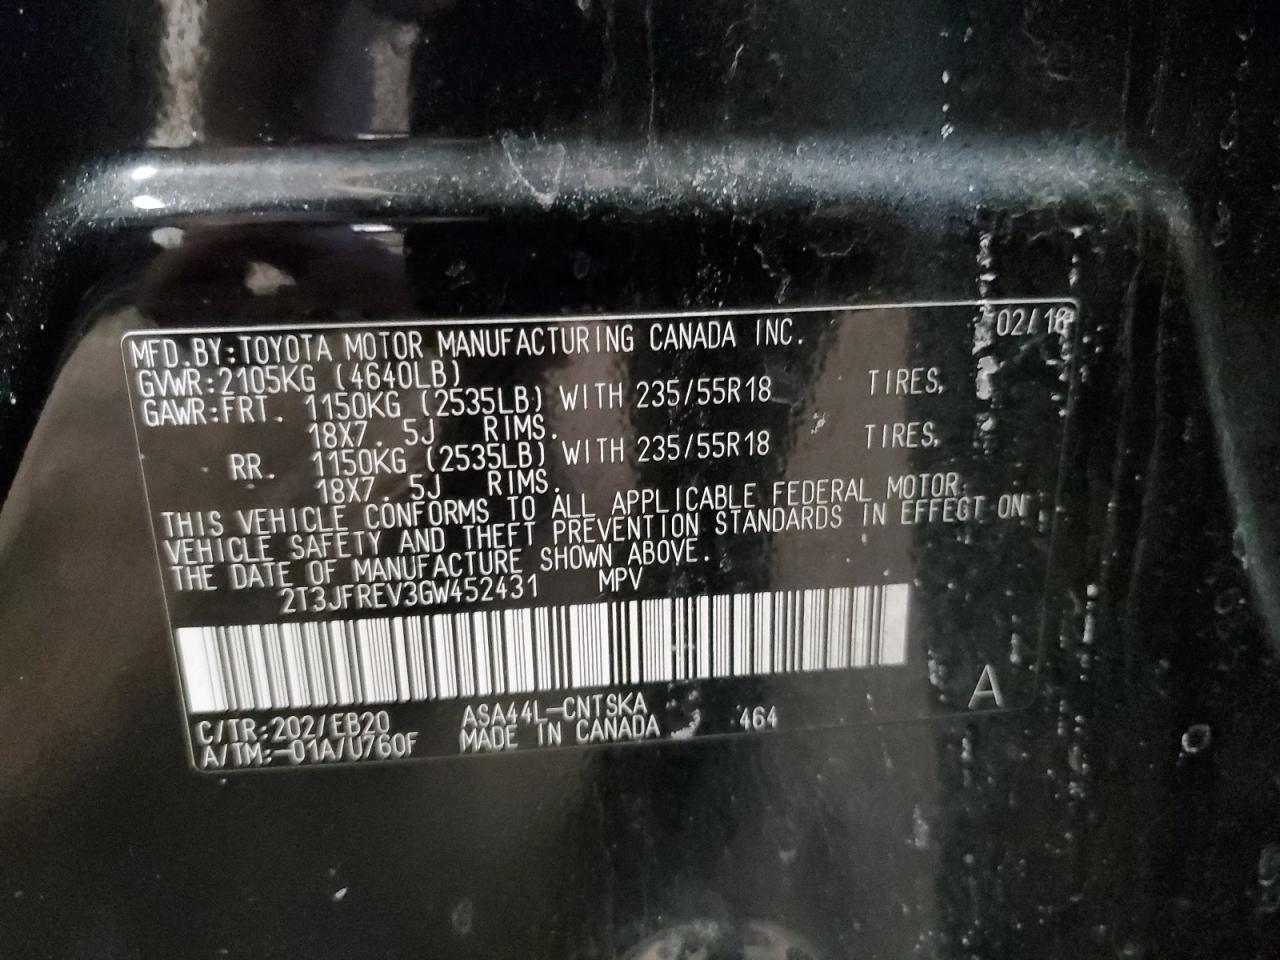 MFD.BY:TOYOTA MOTOR MANUFACTURING CANADA INC. 02/18
GVWR:2105KG (4640LB)
GAWR:FRT. 1150KG (2535LB) WITH 235/55R18 TIRES,
18X7.5J RIMS.
RR. 1150KG (2535LB) WITH 235/55R18 TIRES,
18X7.5J RIMS.
THIS VEHICLE CONFORMS TO ALL APPLICABLE FEDERAL MOTOR
VEHICLE SAFETY AND THEFT PREVENTION STANDARDS IN EFFECT ON
THE DATE OF MANUFACTURE SHOWN ABOVE.
2T3JFREV3GW452431 MPV
C/TR:202/EB20 ASA44L-CNTSKA 464 A
A/TM:-01A/U760F MADE IN CANADA